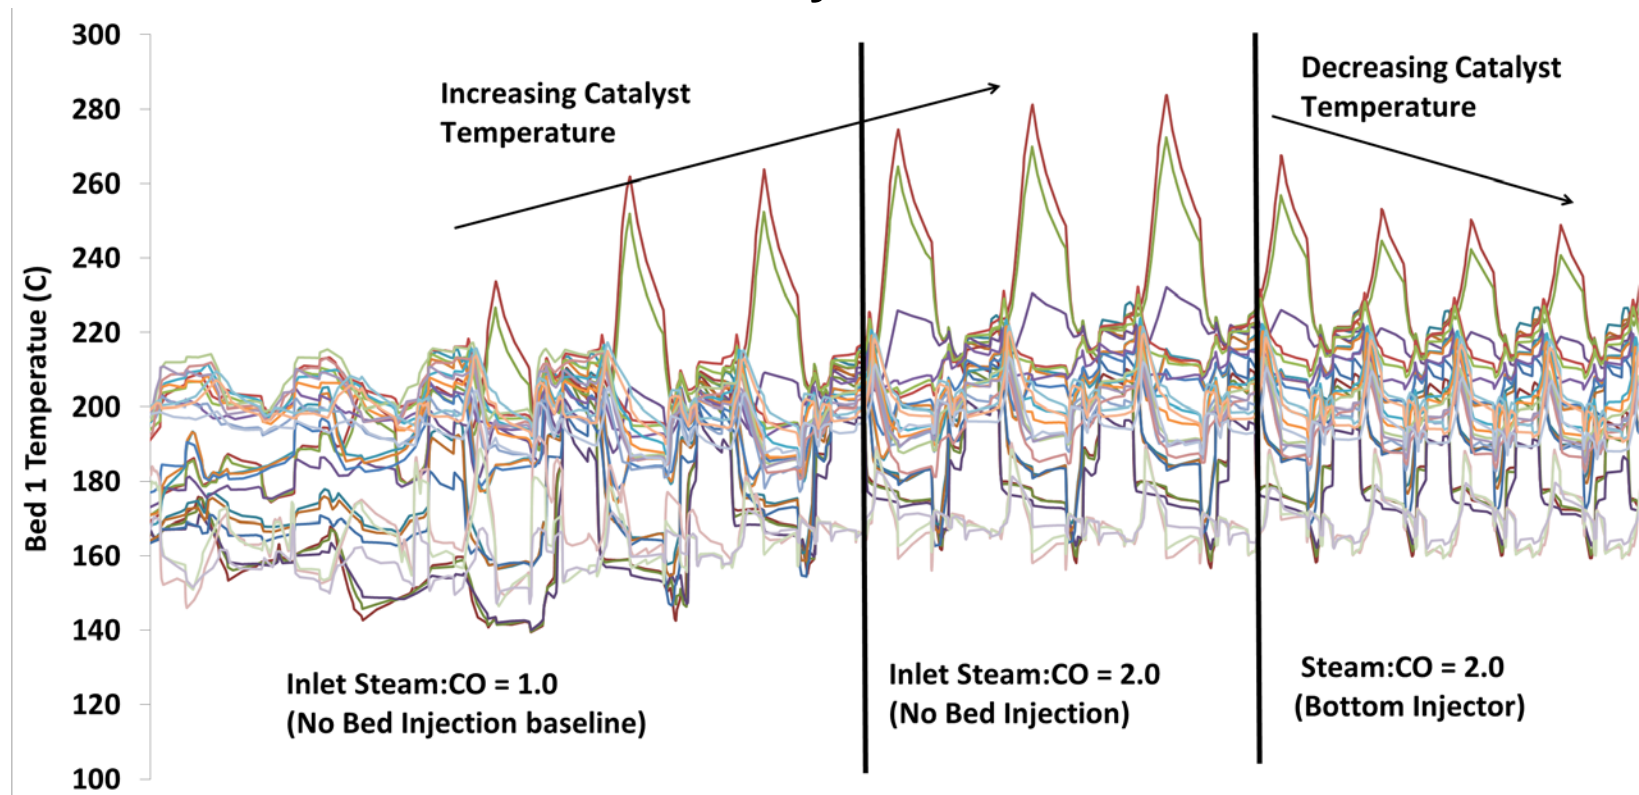 300
280
260
240
220
200
180
160
140
120
100
Bed 1 Temperatue (C)
Increasing Catalyst
Temperature
Decreasing Catalyst
Temperature
Inlet Steam:CO = 1.0
(No Bed Injection baseline)
Inlet Steam:CO = 2.0
(No Bed Injection)
Steam:CO = 2.0
(Bottom Injector)